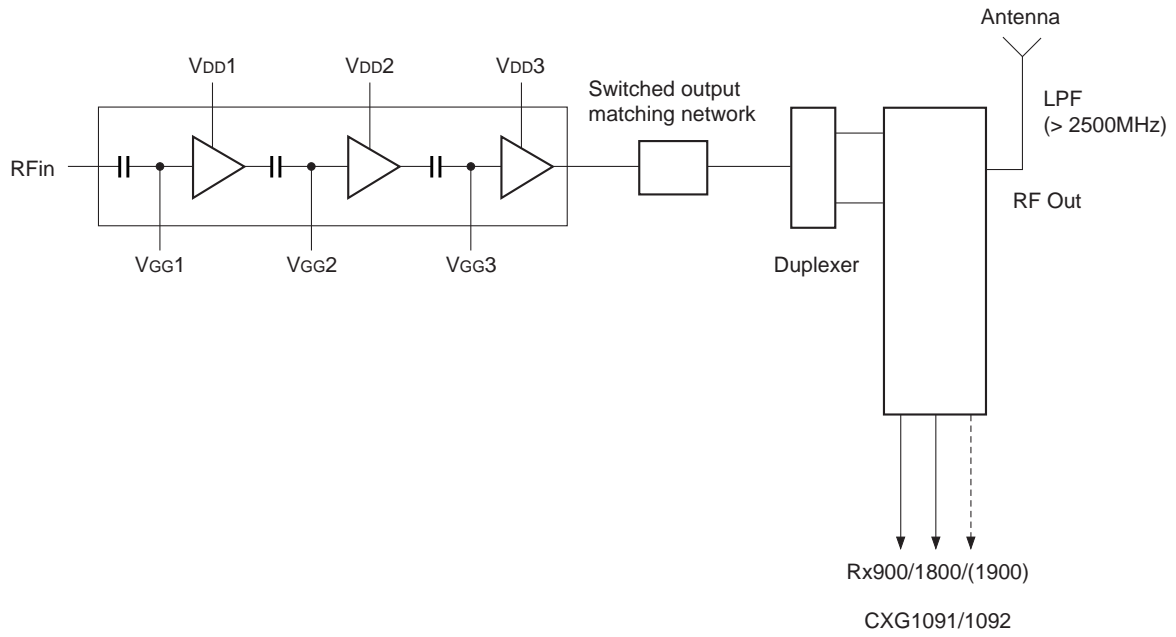 Antenna
VDD1
VDD2
VDD3
Switched output
matching network
LPF
(> 2500MHz)
RFin
RF Out
VGG1
VGG2
VGG3
Duplexer
Rx900/1800/(1900)
CXG1091/1092